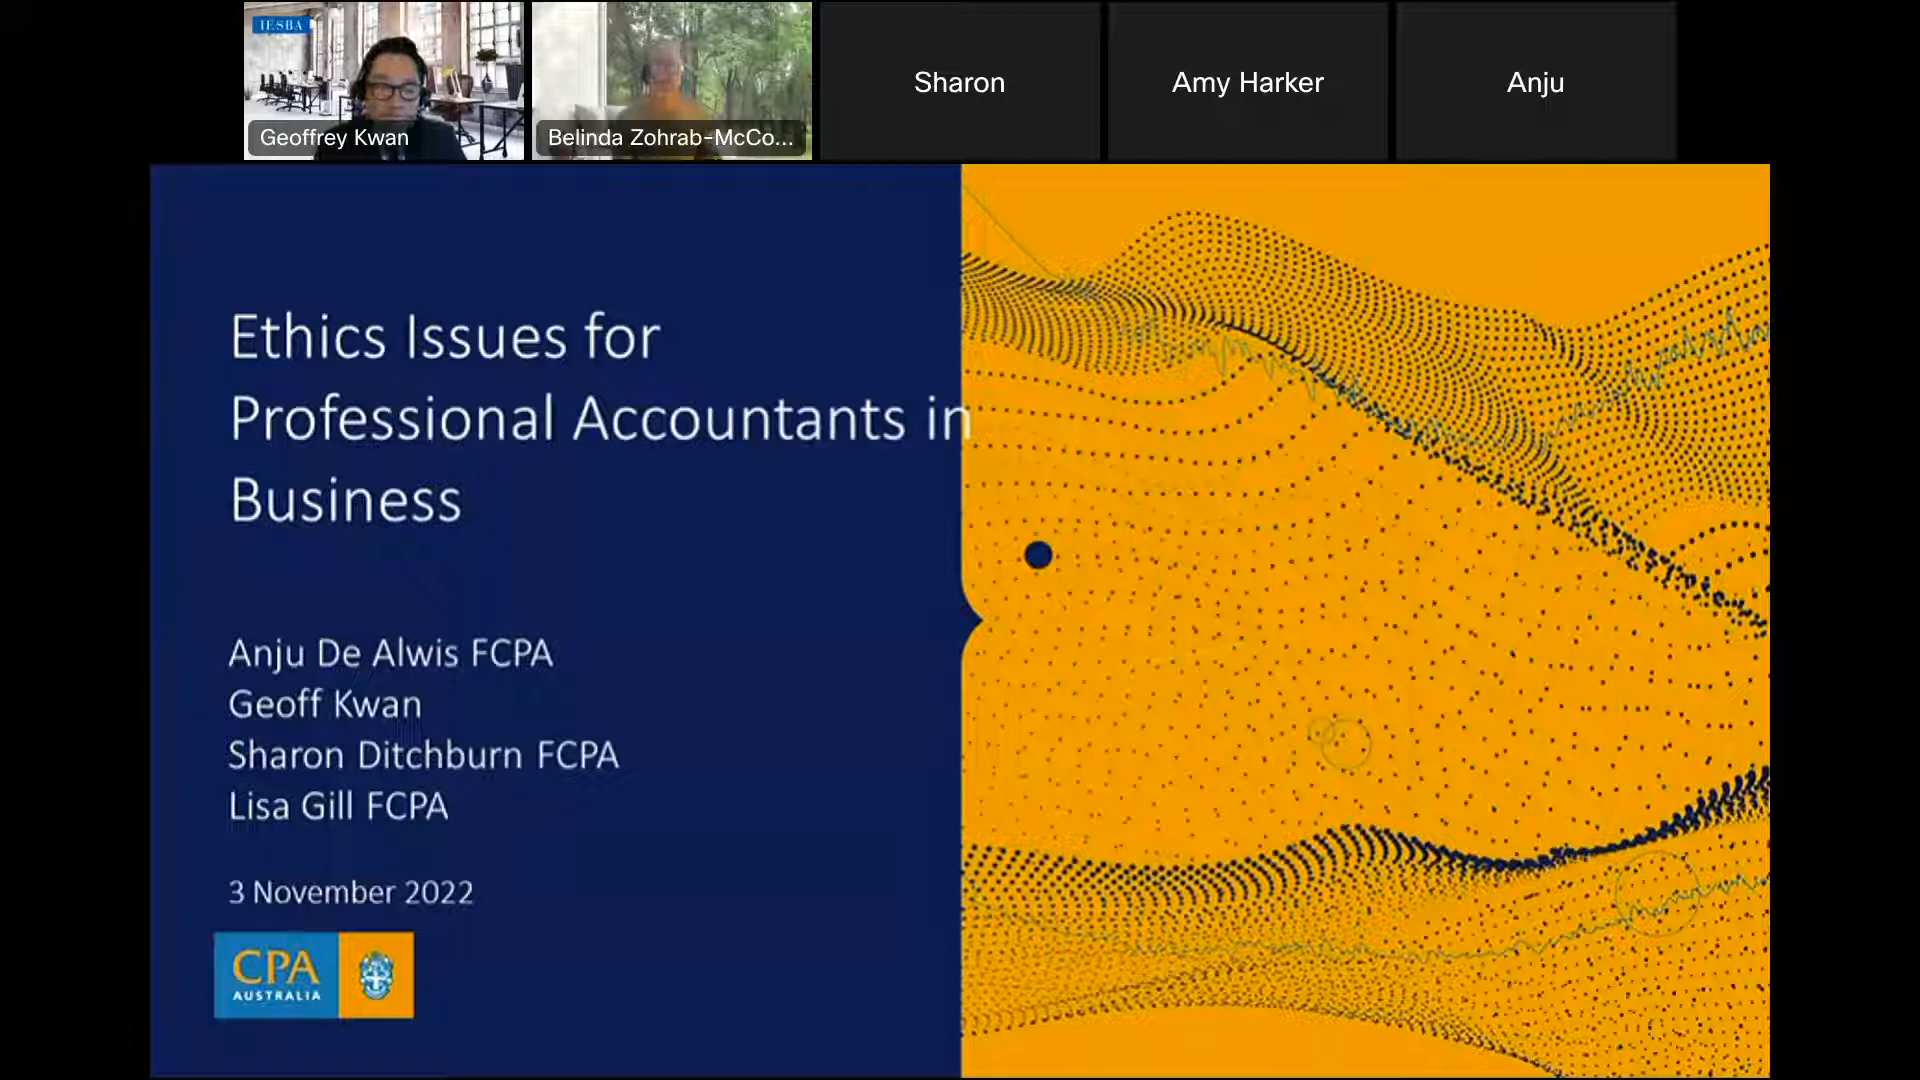 IESBA
Geoffrey Kwan
Belinda Zohrab-McCo...
Sharon
Amy Harker
Anju
Ethics Issues for
Professional Accountants in
Business
Anju De Alwis FCPA
Geoff Kwan
Sharon Ditchburn FCPA
Lisa Gill FCPA
3 November 2022
CPA
AUSTRALIA